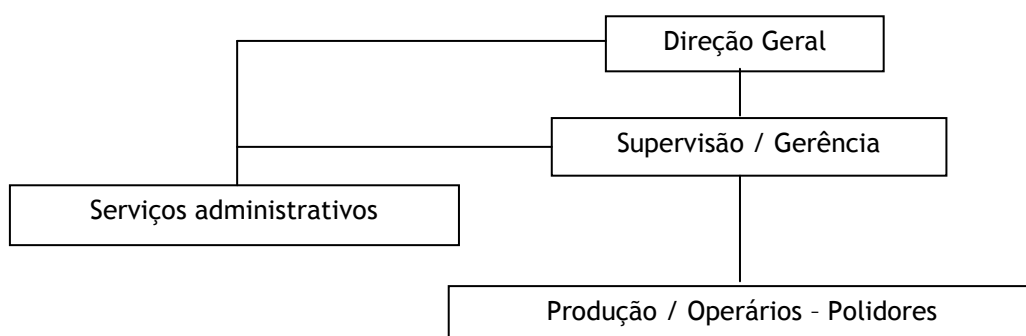 Direção Geral
Supervisão / Gerência
Serviços administrativos
Produção / Operários - Polidores